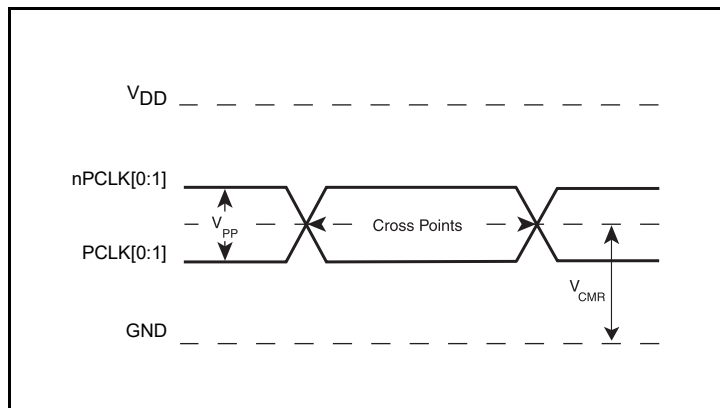 VDD
nPCLK[0:1]
VPP
Cross Points
PCLK[0:1]
VCMR
GND